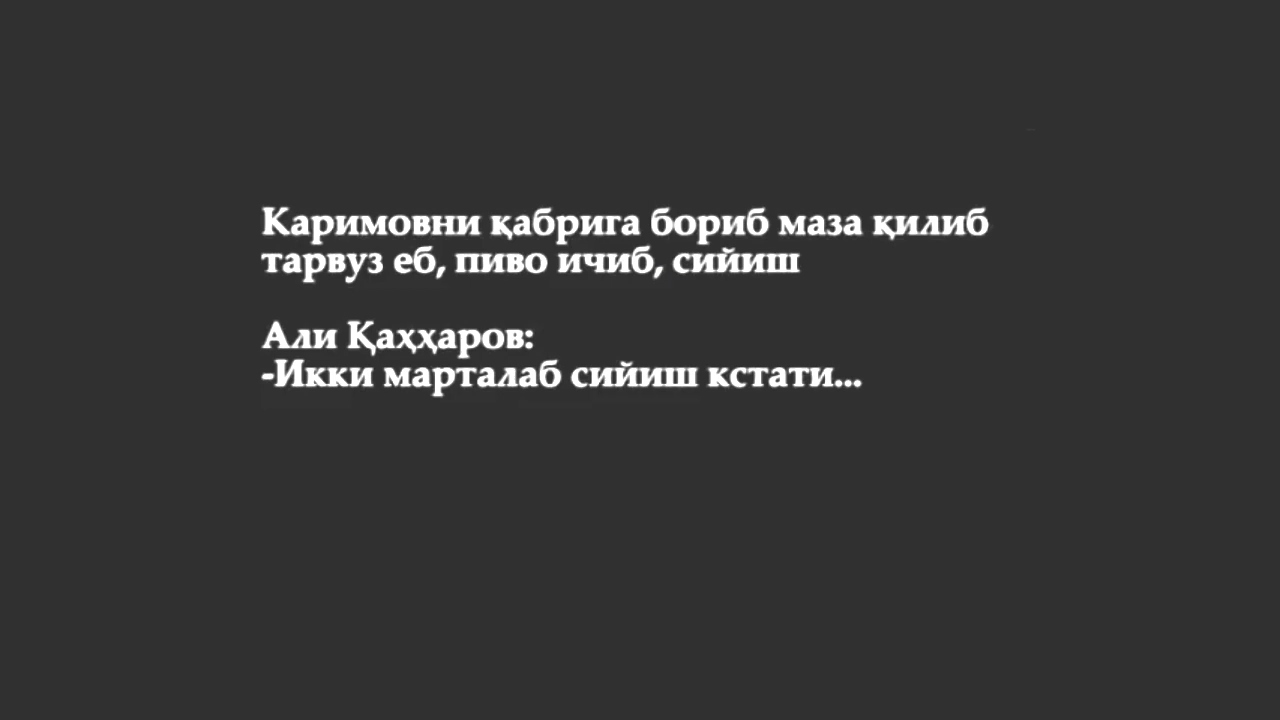 Каримовни қабрига бориб маза қилиб
тарвуз еб, пиво ичиб, сийиш
Али Қаҳҳаров:
-Икки марталаб сийиш кстати...